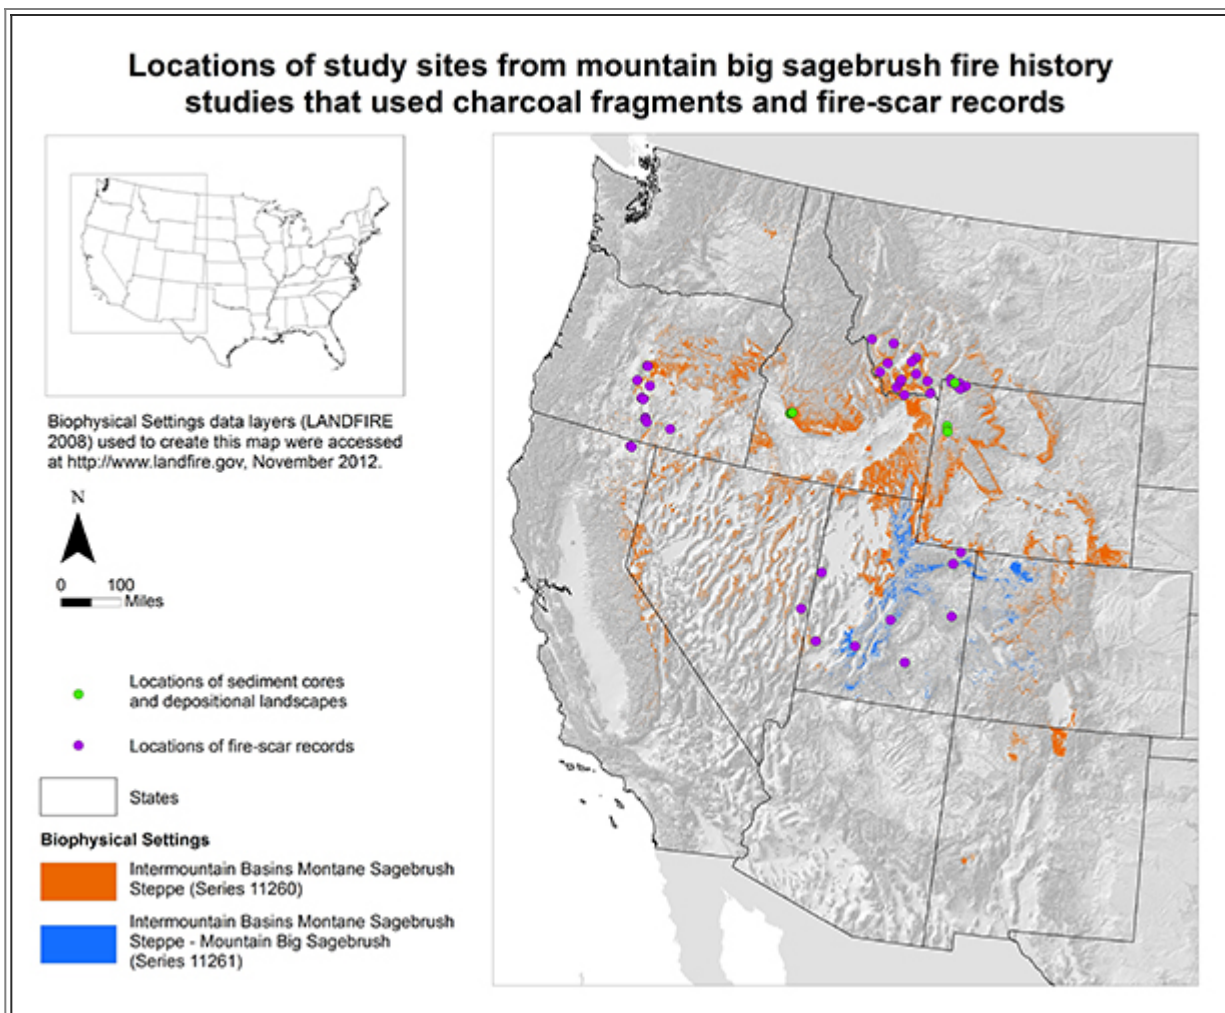 Locations of study sites from mountain big sagebrush fire history
studies that used charcoal fragments and fire-scar records
Biophysical Settings data layers (LANDFIRE
2008) used to create this map were accessed
at http://www.landfire.gov, November 2012.
N
0 100
Miles
Locations of sediment cores
and depositional landscapes
Locations of fire-scar records
States
Biophysical Settings
Intermountain Basins Montane Sagebrush
Steppe (Series 11260)
Intermountain Basins Montane Sagebrush
Steppe - Mountain Big Sagebrush
(Series 11261)